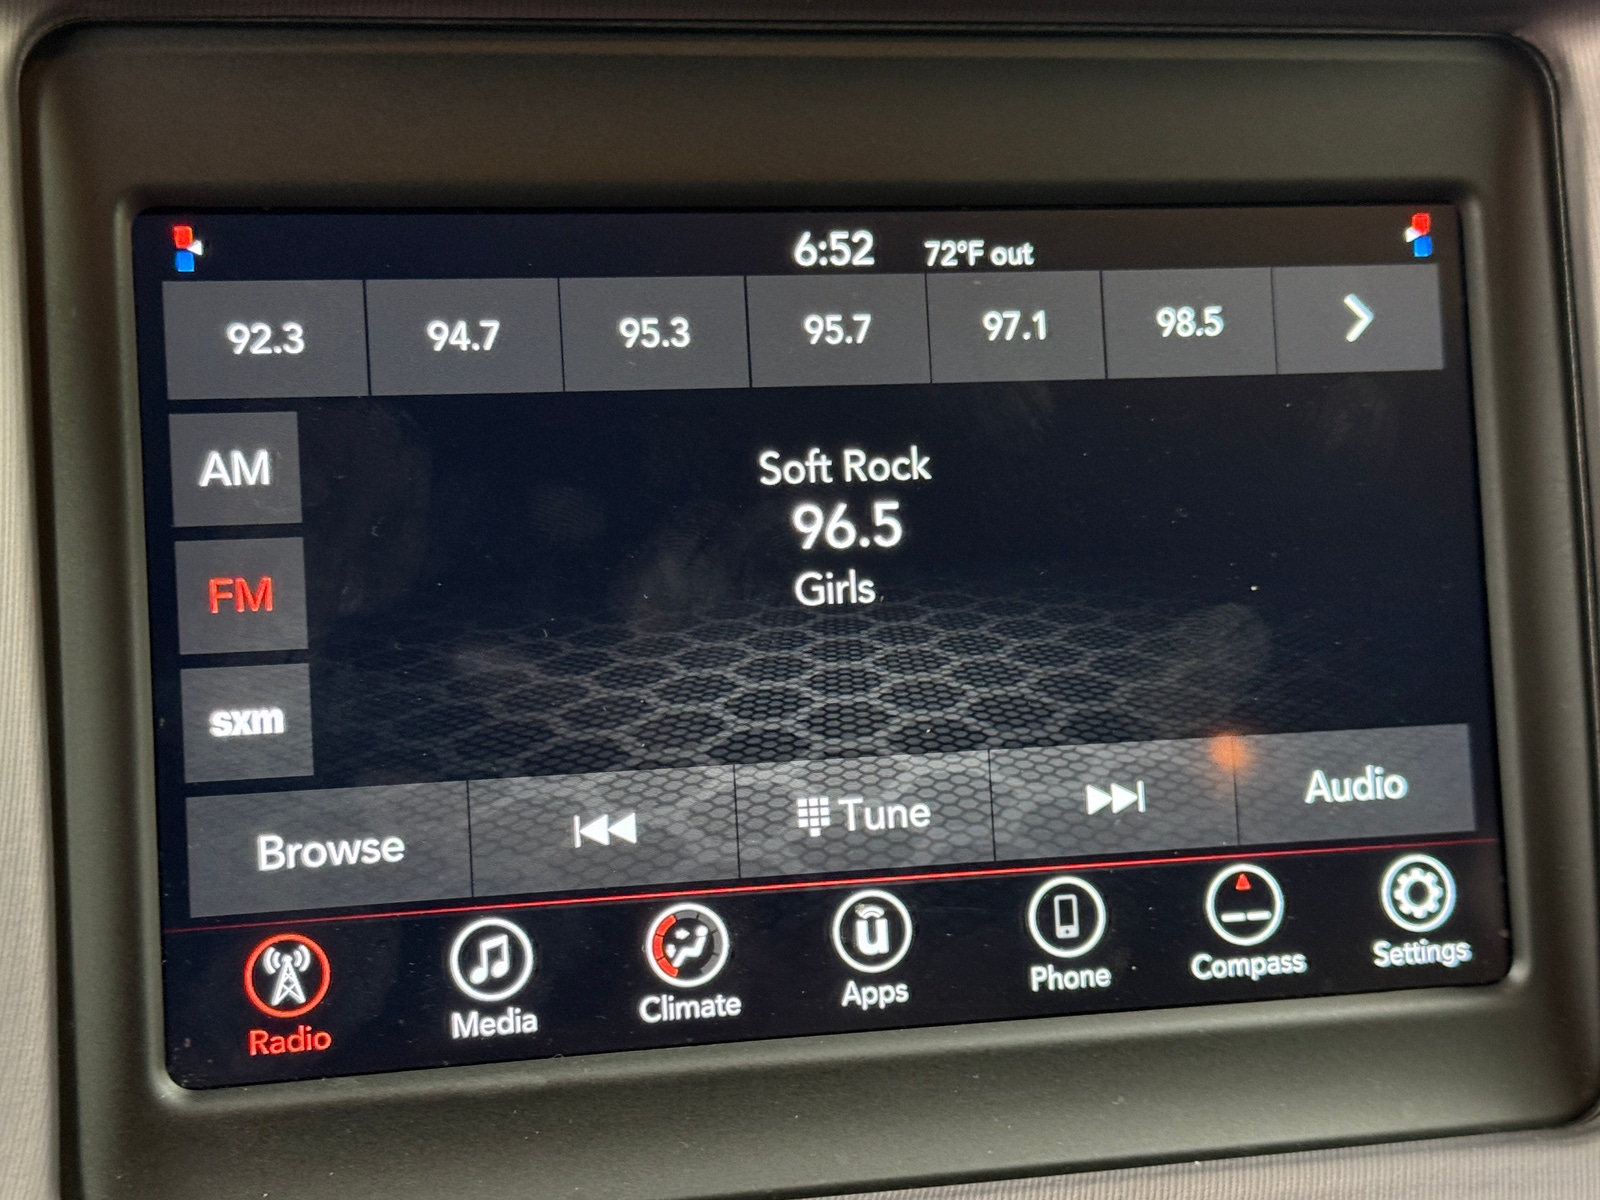 6:52 72°F out
92.3 94.7 95.3 95.7 97.1 98.5
AM
Soft Rock
96.5
FM
Girls
sxm
Browse Tune Audio
Radio Media Climate Apps Phone Compass Settings